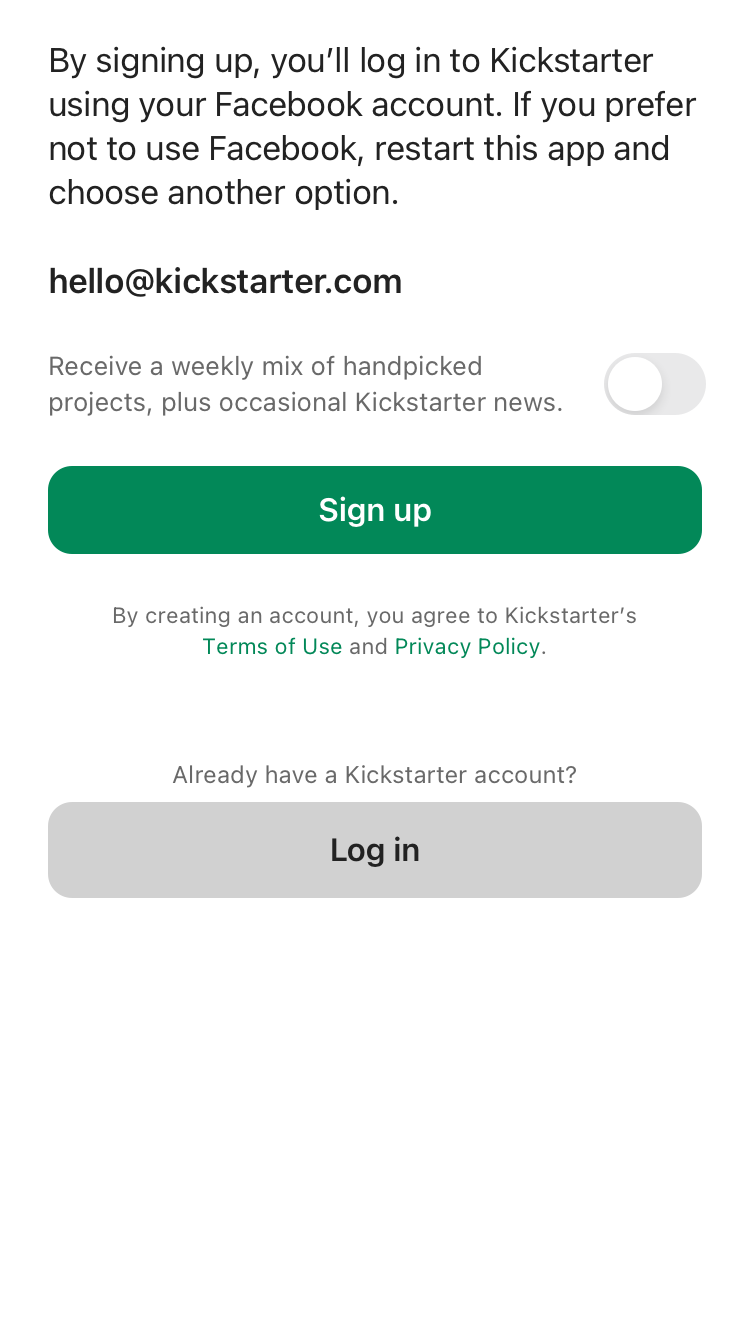 By signing up, you’ll log in to Kickstarter
using your Facebook account. If you prefer
not to use Facebook, restart this app and
choose another option.
hello@kickstarter.com
Receive a weekly mix of handpicked
projects, plus occasional Kickstarter news.
Sign up
By creating an account, you agree to Kickstarter’s
Terms of Use and Privacy Policy.
Already have a Kickstarter account?
Log in